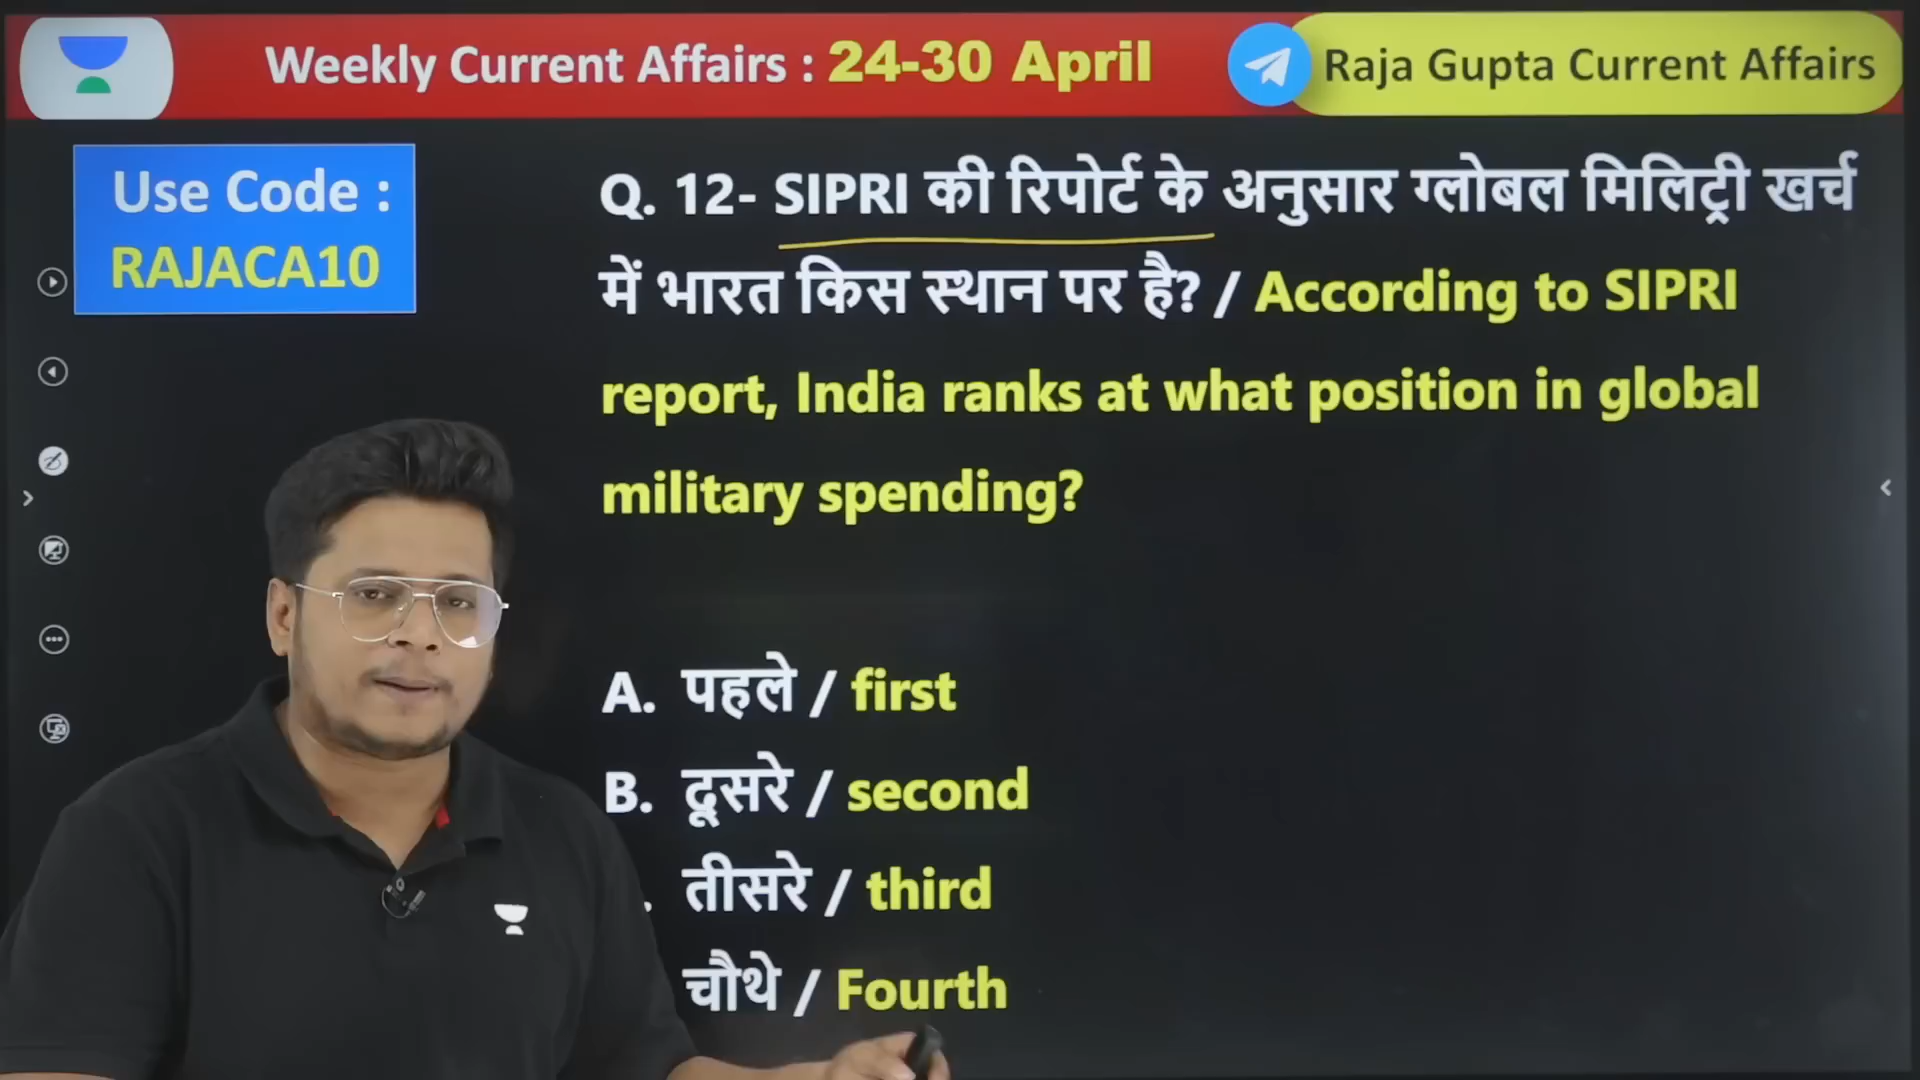 Weekly Current Affairs : 24-30 April
Raja Gupta Current Affairs
Use Code :
RAJACA10
Q. 12- SIPRI की रिपोर्ट के अनुसार ग्लोबल मिलिट्री खर्च
में भारत किस स्थान पर है? / According to SIPRI
report, India ranks at what position in global
military spending?
A. पहले / first
B. दूसरे / second
. तीसरे / third
चौथे / Fourth